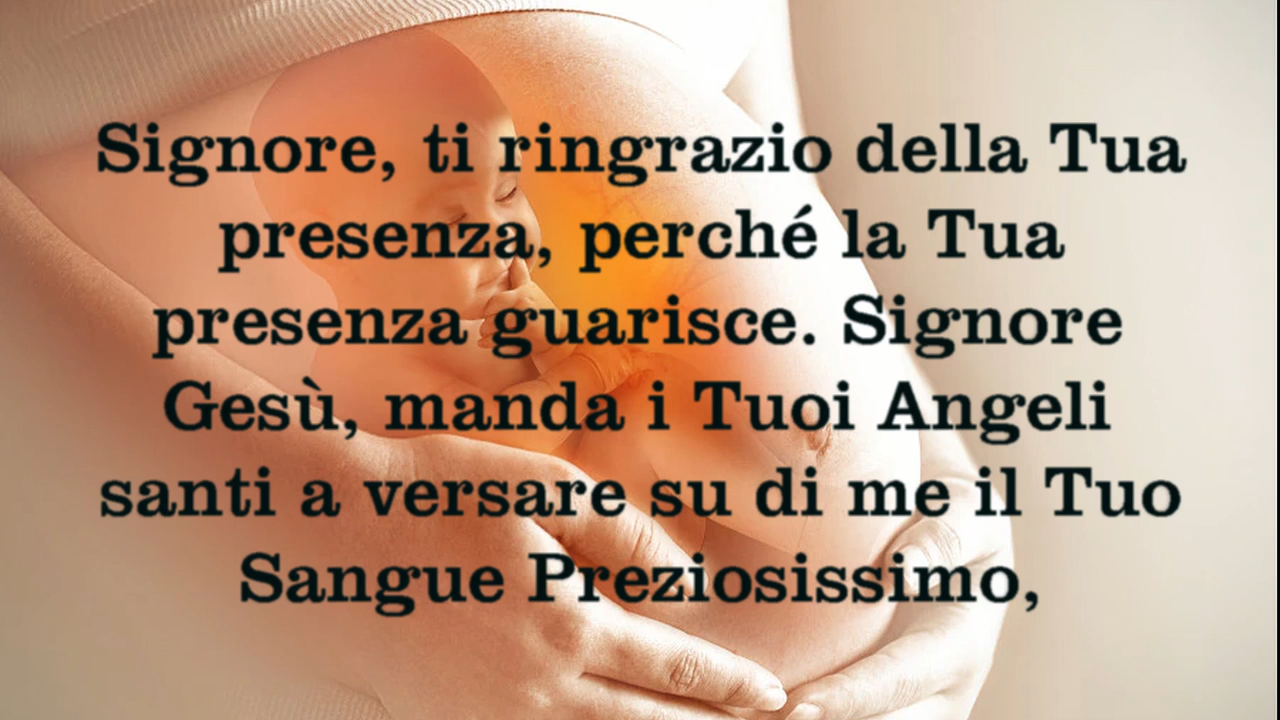 Signore, ti ringrazio della Tua
presenza, perché la Tua
presenza guarisce. Signore
Gesù, manda i Tuoi Angeli
santi a versare su di me il Tuo
Sangue Preziosissimo,